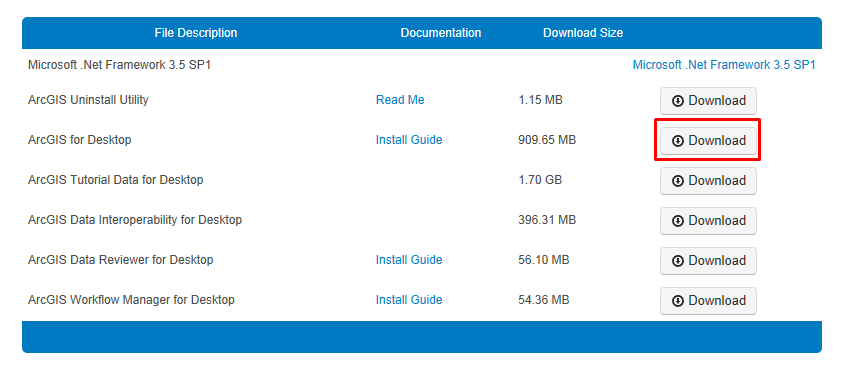 File Description Documentation Download Size
Microsoft .Net Framework 3.5 SP1 Microsoft .Net Framework 3.5 SP1
ArcGIS Uninstall Utility Read Me 1.15 MB Download
ArcGIS for Desktop Install Guide 909.65 MB Download
ArcGIS Tutorial Data for Desktop 1.70 GB Download
ArcGIS Data Interoperability for Desktop 396.31 MB Download
ArcGIS Data Reviewer for Desktop Install Guide 56.10 MB Download
ArcGIS Workflow Manager for Desktop Install Guide 54.36 MB Download